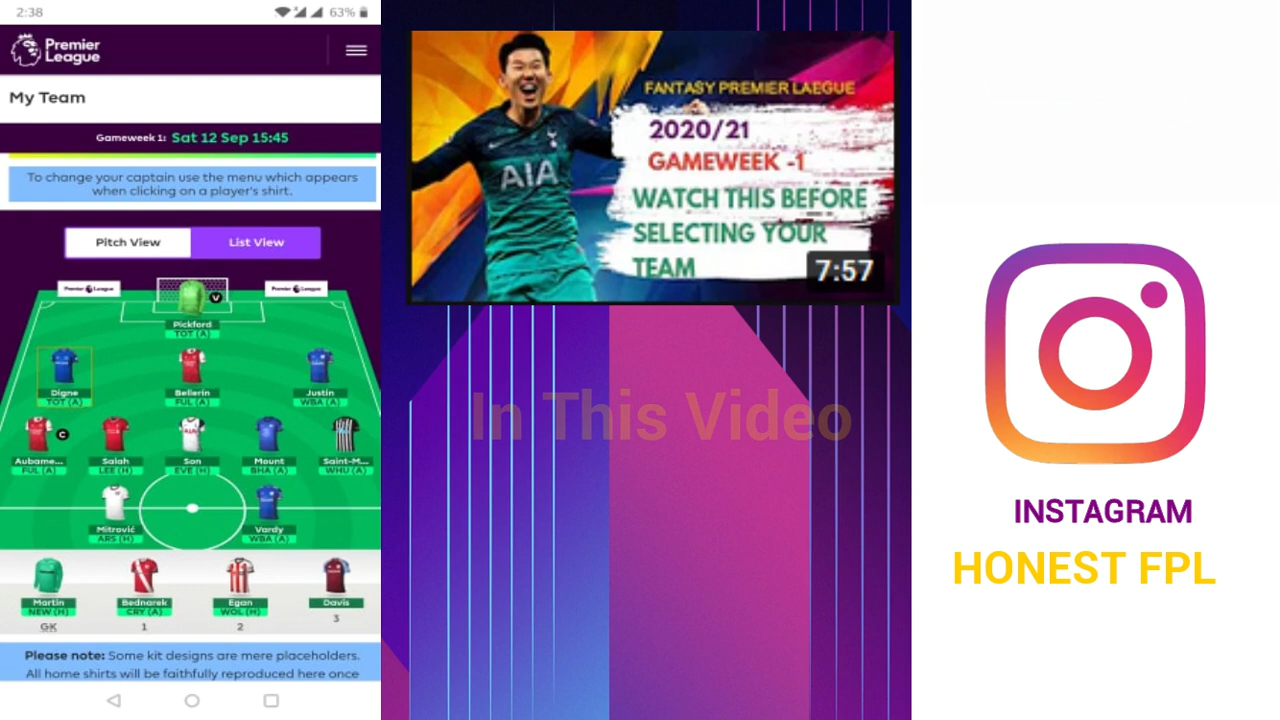 2:38
63%
Premier
League
My Team
Gameweek 1: Sat 12 Sep 15:45
To change your captain use the menu which appears
when clicking on a player's shirt.
Pitch View
List View
Premier League
Premier League
V
Pickford
TOT (A)
Digne
TOT (A)
Bellerin
FUL (A)
Justin
WBA (A)
C
Aubame...
FUL (A)
Salah
LEE (H)
AIA
Son
EVE (H)
Mount
BHA (A)
Saint-M...
WHU (A)
Mitrović
ARS (H)
Vardy
WBA (A)
Martin
NEW (H)
Bednarek
CRY (A)
Egan
WOL (H)
Davis
GK
1
2
3
Please note: Some kit designs are mere placeholders.
All home shirts will be faithfully reproduced here once
AIA
FANTASY PREMIER LAEGUE
2020/21
GAMEWEEK -1
WATCH THIS BEFORE
SELECTING YOUR
TEAM
7:57
In This Video
INSTAGRAM
HONEST FPL